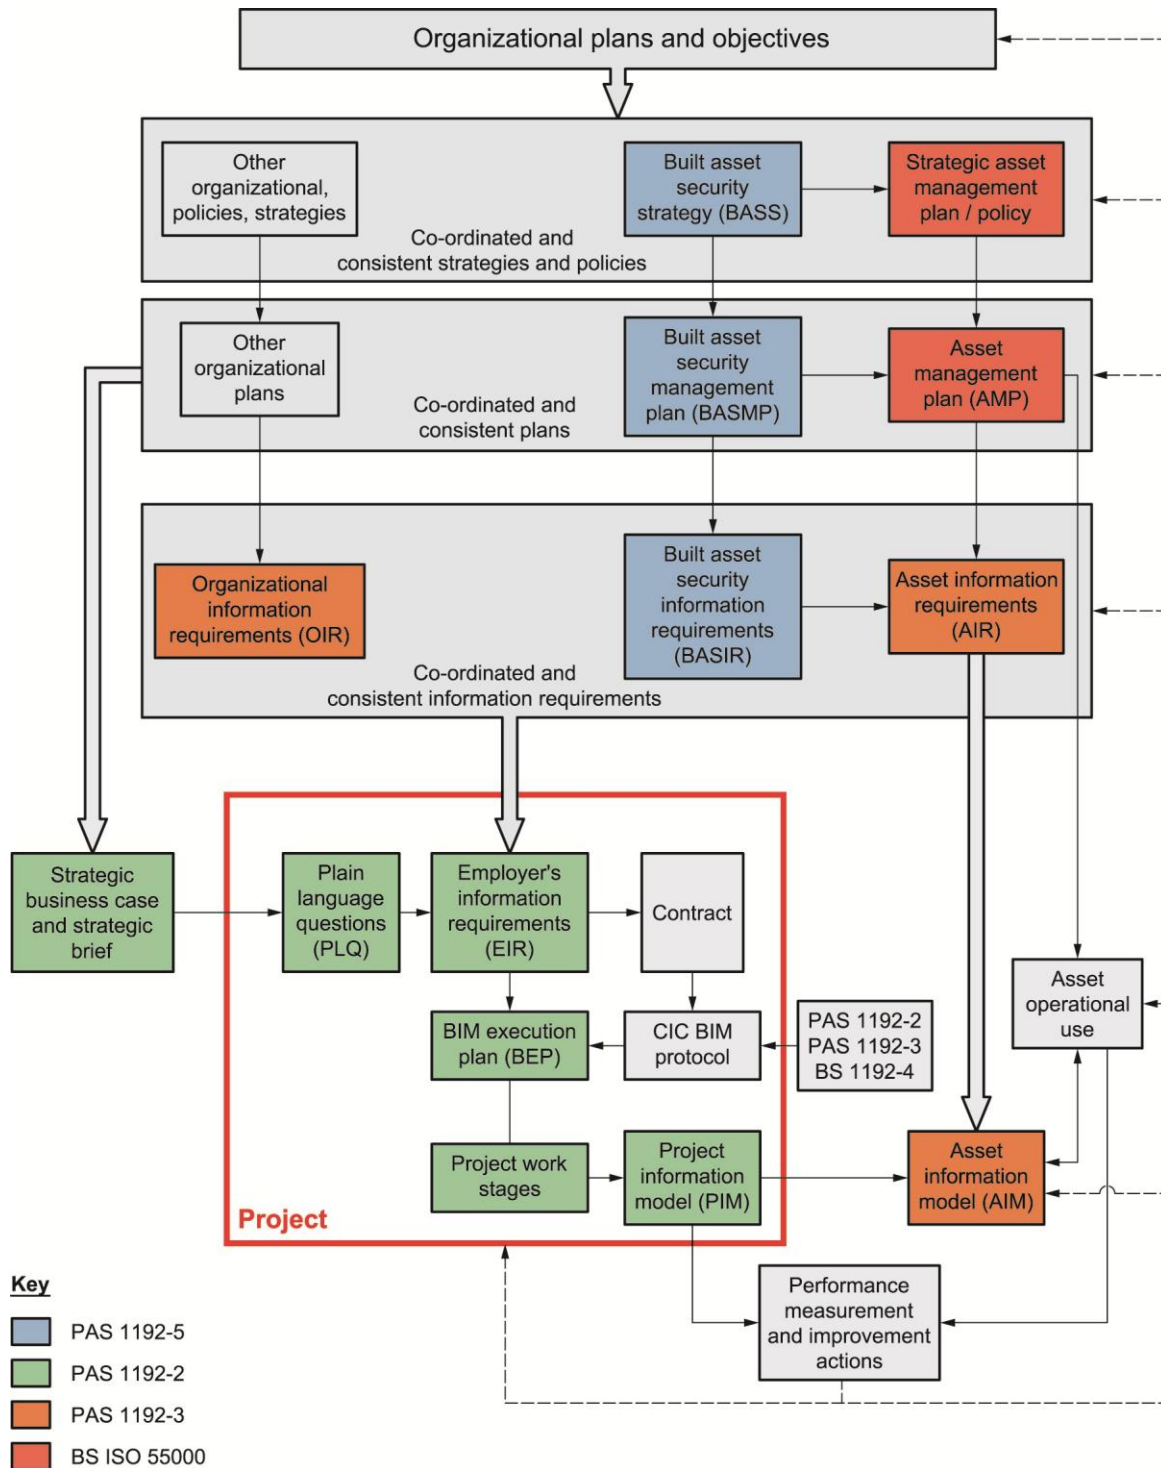 Organizational plans and objectives
Other
organizational,
policies, strategies
Built asset
security
strategy (BASS)
Strategic asset
management
plan / policy
Co-ordinated and
consistent strategies and policies
Other
organizational
plans
Built asset
security
management
plan (BASMP)
Asset
management
plan (AMP)
Co-ordinated and
consistent plans
Organizational
information
requirements (OIR)
Built asset
security
information
requirements
(BASIR)
Asset information
requirements
(AIR)
Co-ordinated and
consistent information requirements
Strategic
business case
and strategic
brief
Plain
language
questions
(PLQ)
Employer's
information
requirements
(EIR)
Contract
BIM execution
plan (BEP)
CIC BIM
protocol
PAS 1192-2
PAS 1192-3
BS 1192-4
Asset
operational
use
Project work
stages
Project
information
model (PIM)
Asset
information
model (AIM)
Project
Performance
measurement
and improvement
actions
Key
PAS 1192-5
PAS 1192-2
PAS 1192-3
BS ISO 55000